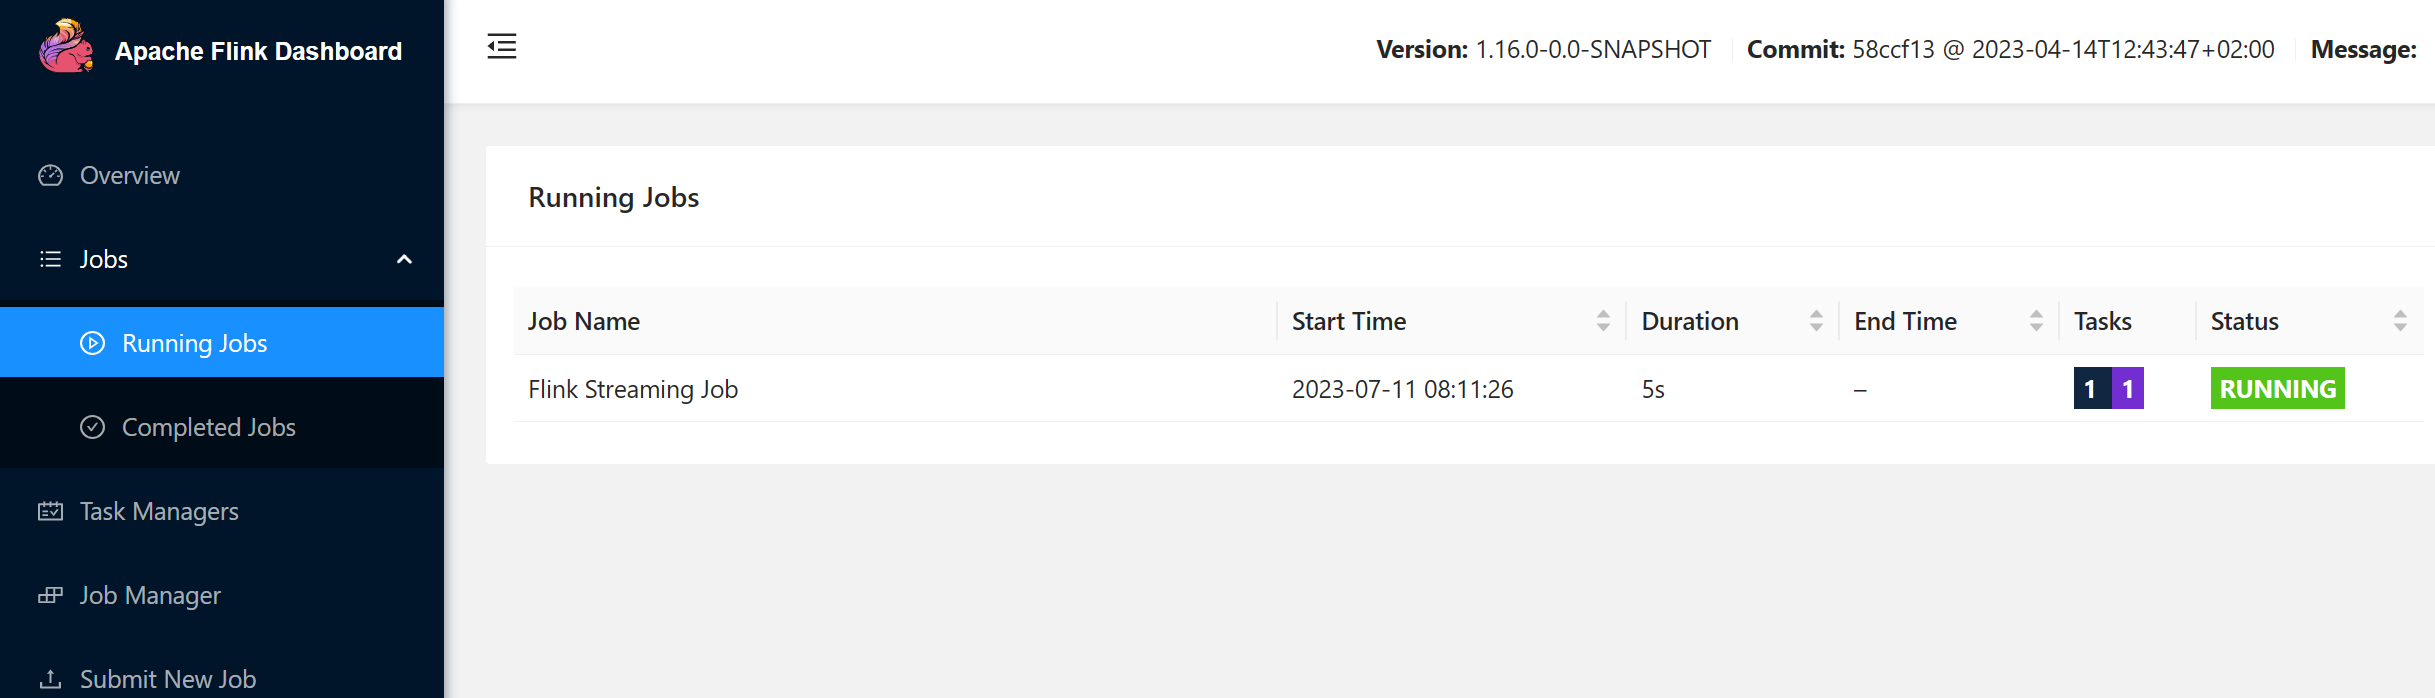 Apache Flink Dashboard
Version: 1.16.0-0.0-SNAPSHOT Commit: 58ccf13 @ 2023-04-14T12:43:47+02:00 Message:
Overview
Jobs
Running Jobs
Completed Jobs
Task Managers
Job Manager
Submit New Job
Running Jobs
Job Name Start Time Duration End Time Tasks Status
Flink Streaming Job 2023-07-11 08:11:26 5s – 1 1 RUNNING